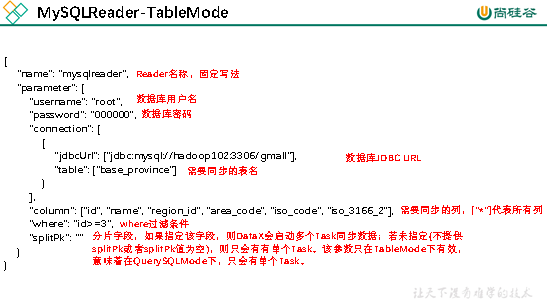 MySQLReader-TableMode
尚硅谷
{
"name": "mysqlreader", Reader名称，固定写法
"parameter": {
"username": "root", 数据库用户名
"password": "000000", 数据库密码
"connection": [
{
"jdbcUrl": ["jdbc:mysql://hadoop102:3306/gmall"], 数据库JDBC URL
"table": ["base_province"] 需要同步的表名
}
],
"column": ["id", "name", "region_id", "area_code", "iso_code", "iso_3166_2"], 需要同步的列，["*"]代表所有列
"where": "id>=3", where过滤条件
"splitPk": "" 分片字段，如果指定该字段，则DataX会启动多个Task同步数据；若未指定(不提供
splitPk或者splitPk值为空)，则只会有有单个Task。该参数只在TableMode下有效，
意味着在QuerySQLMode下，只会有单个Task。
}
}
让天下没有难学的技术